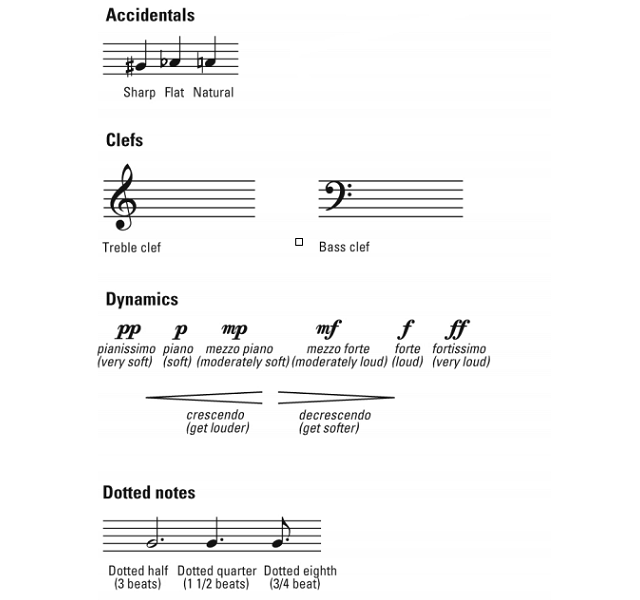 Accidentals
Sharp Flat Natural
Clefs
Treble clef Bass clef
Dynamics
pp p mp mf f ff
pianissimo piano mezzo piano mezzo forte forte fortissimo
(very soft) (soft) (moderately soft) (moderately loud) (loud) (very loud)
crescendo decrescendo
(get louder) (get softer)
Dotted notes
Dotted half Dotted quarter Dotted eighth
(3 beats) (1 1/2 beats) (3/4 beat)